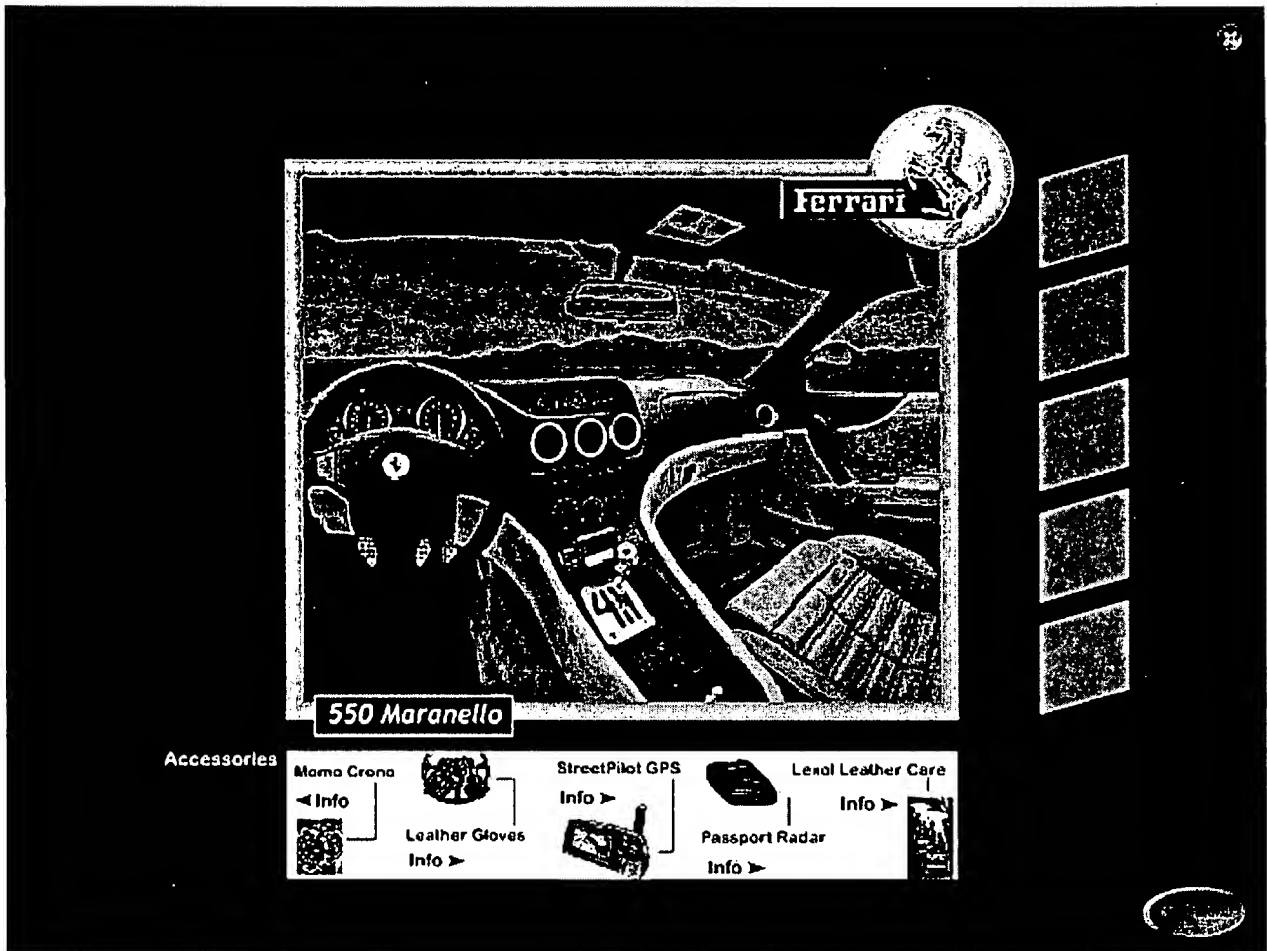 Ferrari
550 Maranello
Accessories
Momo Crono
◄ Info
Leather Gloves
Info ➤
StreetPilot GPS
Info ➤
Passport Radar
Info ➤
Lexol Leather Care
Info ➤